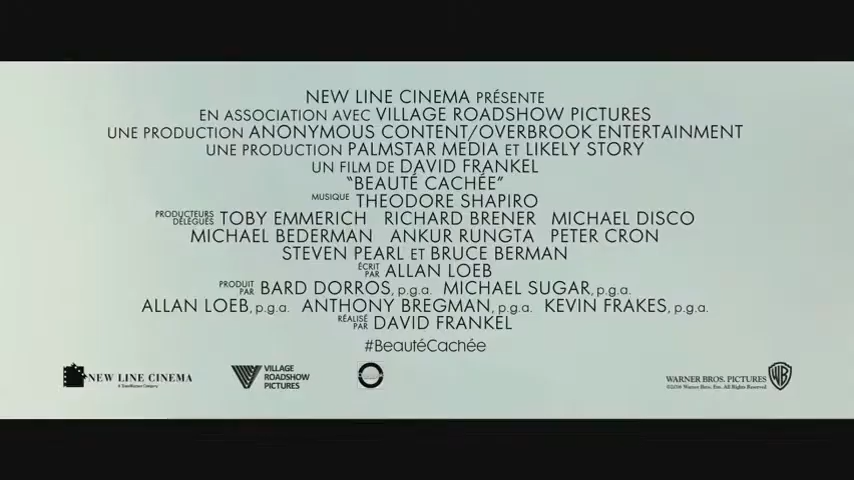 NEW LINE CINEMA PRÉSENTE
EN ASSOCIATION AVEC VILLAGE ROADSHOW PICTURES
UNE PRODUCTION ANONYMOUS CONTENT/OVERBROOK ENTERTAINMENT
UNE PRODUCTION PALMSTAR MEDIA ET LIKELY STORY
UN FILM DE DAVID FRANKEL
“BEAUTÉ CACHÉE”
MUSIQUE THEODORE SHAPIRO
PRODUCTEURS DÉLÉGUÉS TOBY EMMERICH RICHARD BRENER MICHAEL DISCO
MICHAEL BEDERMAN ANKUR RUNGTA PETER CRON
STEVEN PEARL ET BRUCE BERMAN
ÉCRIT PAR ALLAN LOEB
PRODUIT PAR BARD DORROS, p.g.a. MICHAEL SUGAR, p.g.a.
ALLAN LOEB, p.g.a. ANTHONY BREGMAN, p.g.a. KEVIN FRAKES, p.g.a.
RÉALISÉ PAR DAVID FRANKEL
#BeautéCachée
NEW LINE CINEMA
VILLAGE
ROADSHOW
PICTURES
WARNER BROS. PICTURES
WB